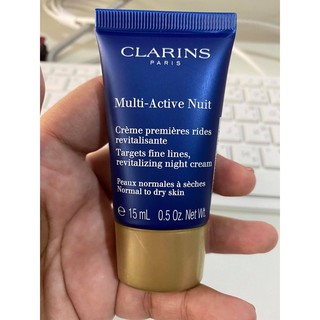 CLARINS
PARIS
Multi-Active Nuit
Crème premières rides
revitalisante
Targets fine lines,
revitalizing night cream
Peaux normales à sèches
Normal to dry skin
e 15 mL 0.5 Oz. Net Wt.